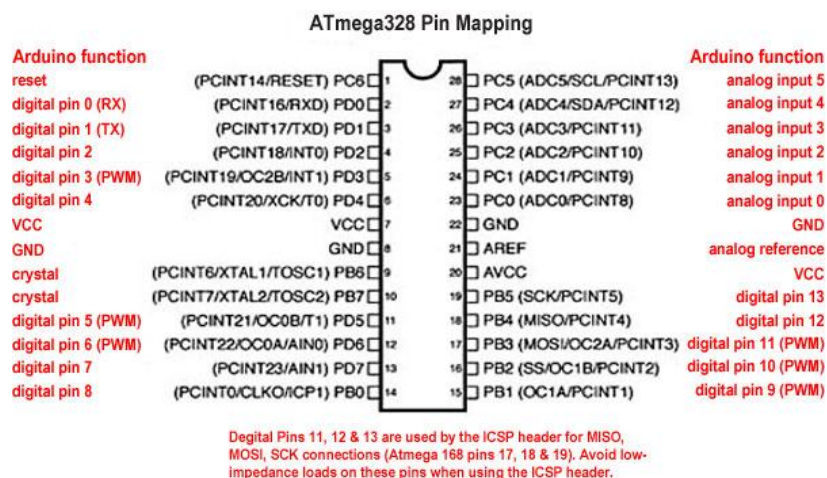 ATmega328 Pin Mapping
Arduino function
Arduino function
reset (PCINT14/RESET) PC6 1 28 PC5 (ADC5/SCL/PCINT13) analog input 5
digital pin 0 (RX) (PCINT16/RXD) PD0 2 27 PC4 (ADC4/SDA/PCINT12) analog input 4
digital pin 1 (TX) (PCINT17/TXD) PD1 3 26 PC3 (ADC3/PCINT11) analog input 3
digital pin 2 (PCINT18/INT0) PD2 4 25 PC2 (ADC2/PCINT10) analog input 2
digital pin 3 (PWM) (PCINT19/OC2B/INT1) PD3 5 24 PC1 (ADC1/PCINT9) analog input 1
digital pin 4 (PCINT20/XCK/T0) PD4 6 23 PC0 (ADC0/PCINT8) analog input 0
VCC VCC 7 22 GND GND
GND GND 8 21 AREF analog reference
crystal (PCINT6/XTAL1/TOSC1) PB6 9 20 AVCC VCC
crystal (PCINT7/XTAL2/TOSC2) PB7 10 19 PB5 (SCK/PCINT5) digital pin 13
digital pin 5 (PWM) (PCINT21/OC0B/T1) PD5 11 18 PB4 (MISO/PCINT4) digital pin 12
digital pin 6 (PWM) (PCINT22/OC0A/AIN0) PD6 12 17 PB3 (MOSI/OC2A/PCINT3) digital pin 11 (PWM)
digital pin 7 (PCINT23/AIN1) PD7 13 16 PB2 (SS/OC1B/PCINT2) digital pin 10 (PWM)
digital pin 8 (PCINT0/CLKO/ICP1) PB0 14 15 PB1 (OC1A/PCINT1) digital pin 9 (PWM)
Degital Pins 11, 12 & 13 are used by the ICSP header for MISO,
MOSI, SCK connections (Atmega 168 pins 17, 18 & 19). Avoid low-
impedance loads on these pins when using the ICSP header.